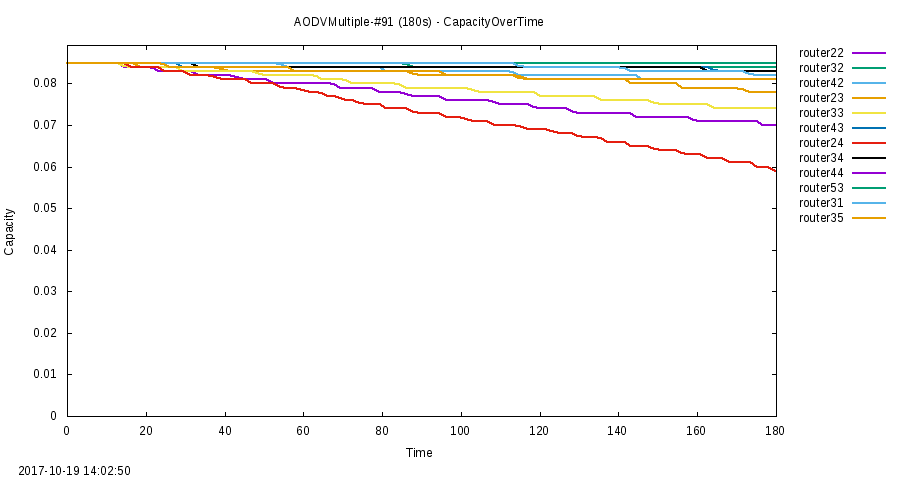 AODVMultiple-#91 (180s) - CapacityOverTime
router22
router32
router42
router23
router33
router43
router24
router34
router44
router53
router31
router35
0.08
0.07
0.06
0.05
0.04
0.03
0.02
0.01
0
Capacity
0
20
40
60
80
100
120
140
160
180
Time
2017-10-19 14:02:50